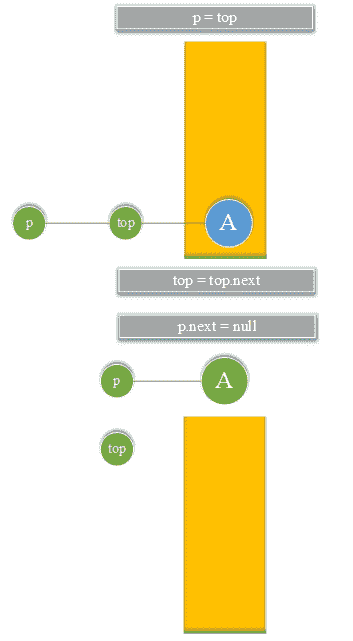 p = top
p
top
A
top = top.next
p.next = null
p
A
top